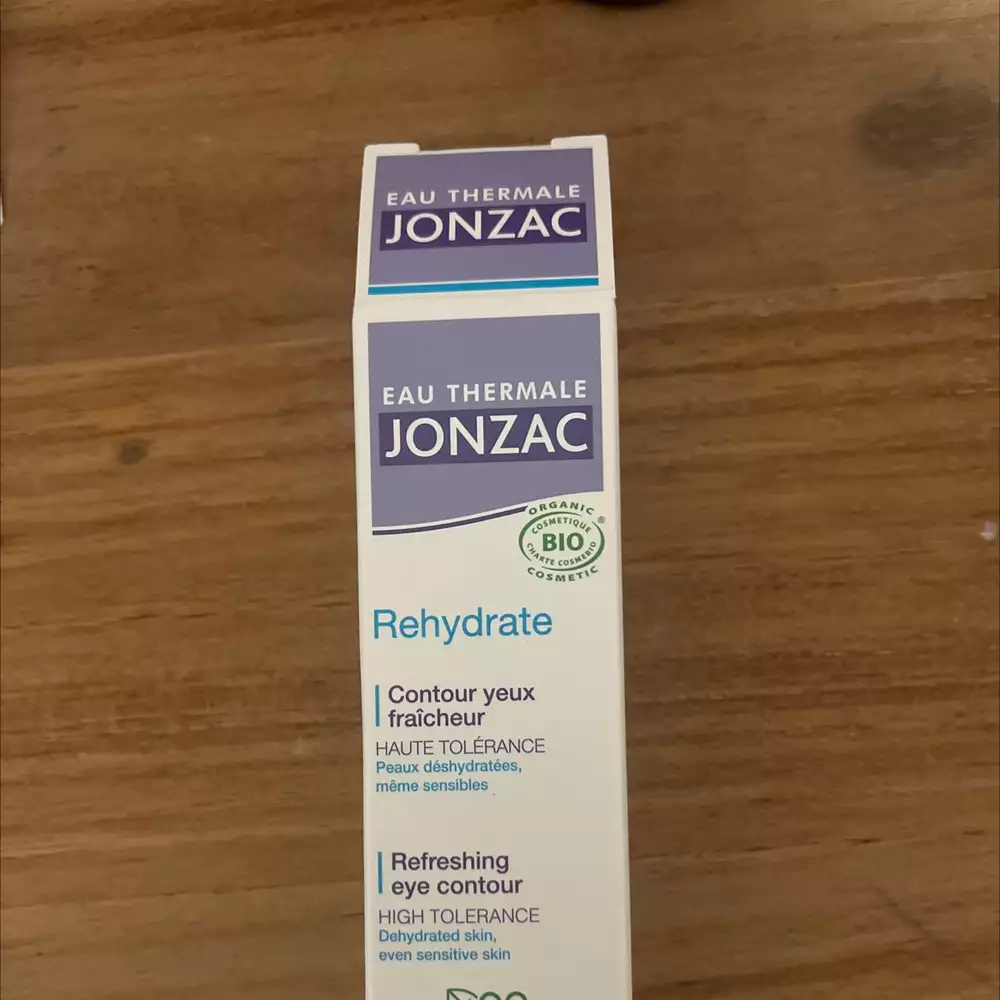 EAU THERMALE
JONZAC
EAU THERMALE
JONZAC
ORGANIC
COSMETIQUE
BIO
CHARTE COSMEBIO
COSMETIC
®
Rehydrate
Contour yeux
fraîcheur
HAUTE TOLÉRANCE
Peaux déshydratées,
même sensibles
Refreshing
eye contour
HIGH TOLERANCE
Dehydrated skin,
even sensitive skin